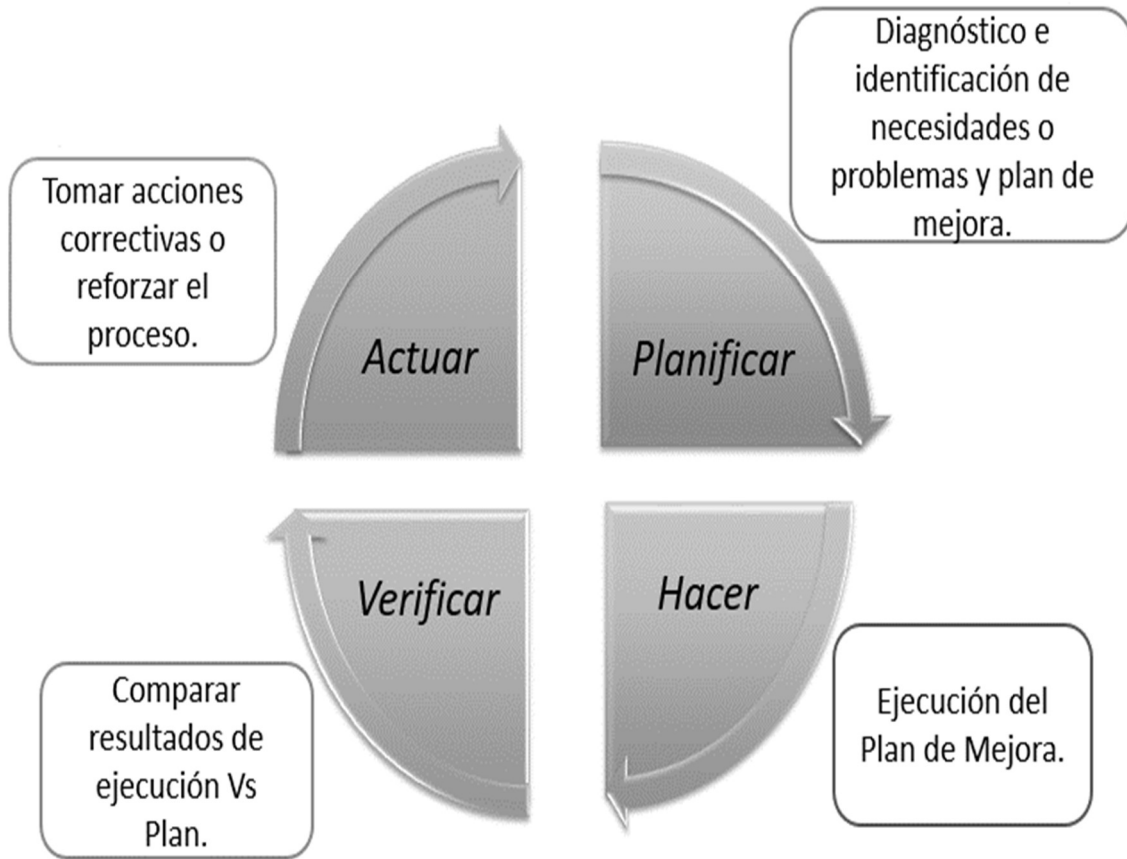 Diagnóstico e
identificación de
necesidades o
problemas y plan de
mejora.
Tomar acciones
correctivas o
reforzar el
proceso.
Actuar
Planificar
Verificar
Hacer
Comparar
resultados de
ejecución Vs
Plan.
Ejecución del
Plan de Mejora.